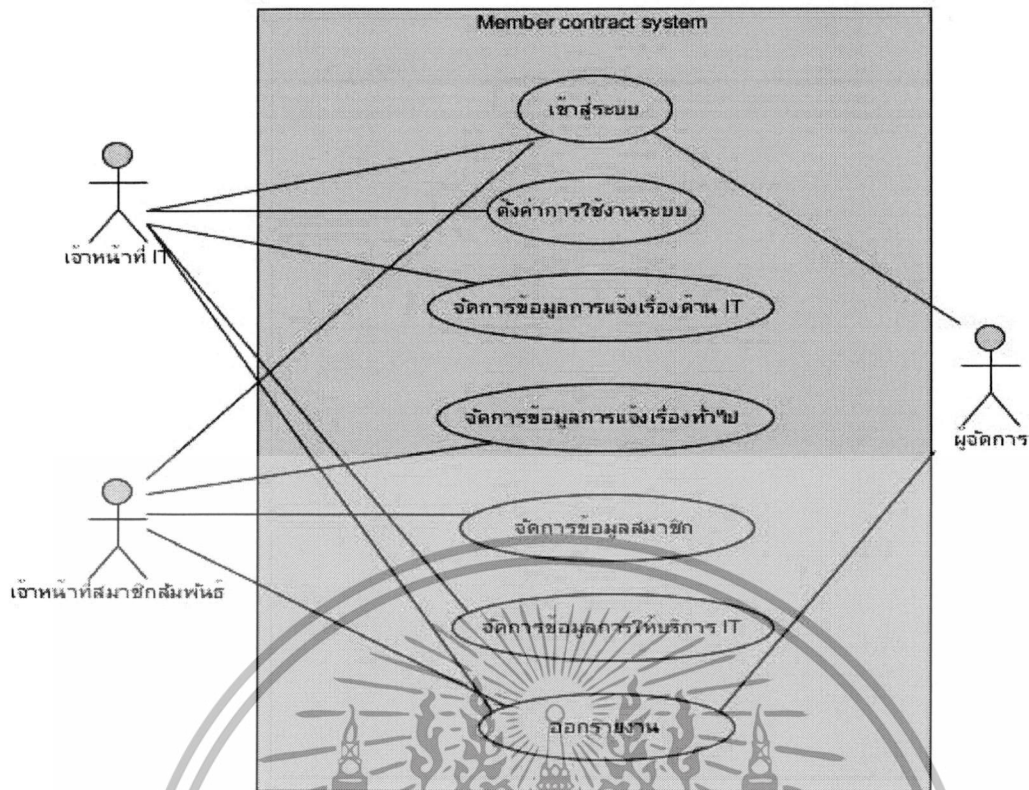 Member contract system
เข้าสู่ระบบ
ตั้งค่าการใช้งานระบบ
เจ้าหน้าที่ IT
จัดการข้อมูลการแจ้งเรื่องด้าน IT
จัดการข้อมูลการแจ้งเรื่องทั่วไป
ผู้จัดการ
จัดการข้อมูลสมาชิก
เจ้าหน้าที่สมาชิกสัมพันธ์
จัดการข้อมูลการให้บริการ IT
ออกรายงาน